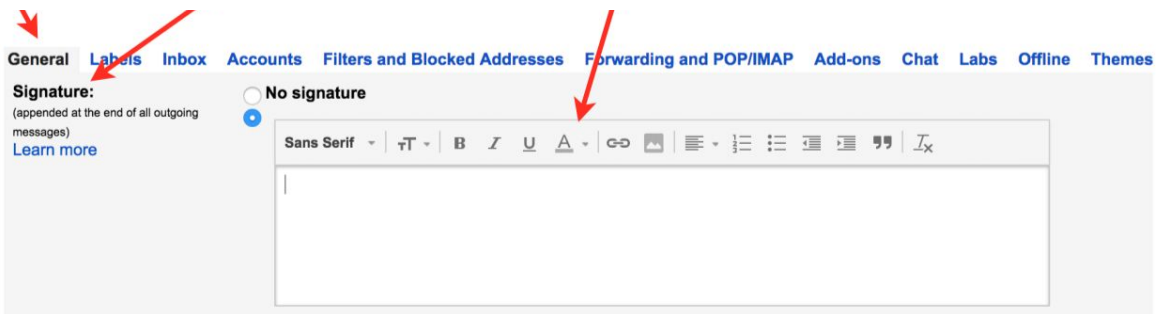 General Labels Inbox Accounts Filters and Blocked Addresses Forwarding and POP/IMAP Add-ons Chat Labs Offline Themes
Signature:
(appended at the end of all outgoing
messages)
Learn more
No signature
Sans Serif